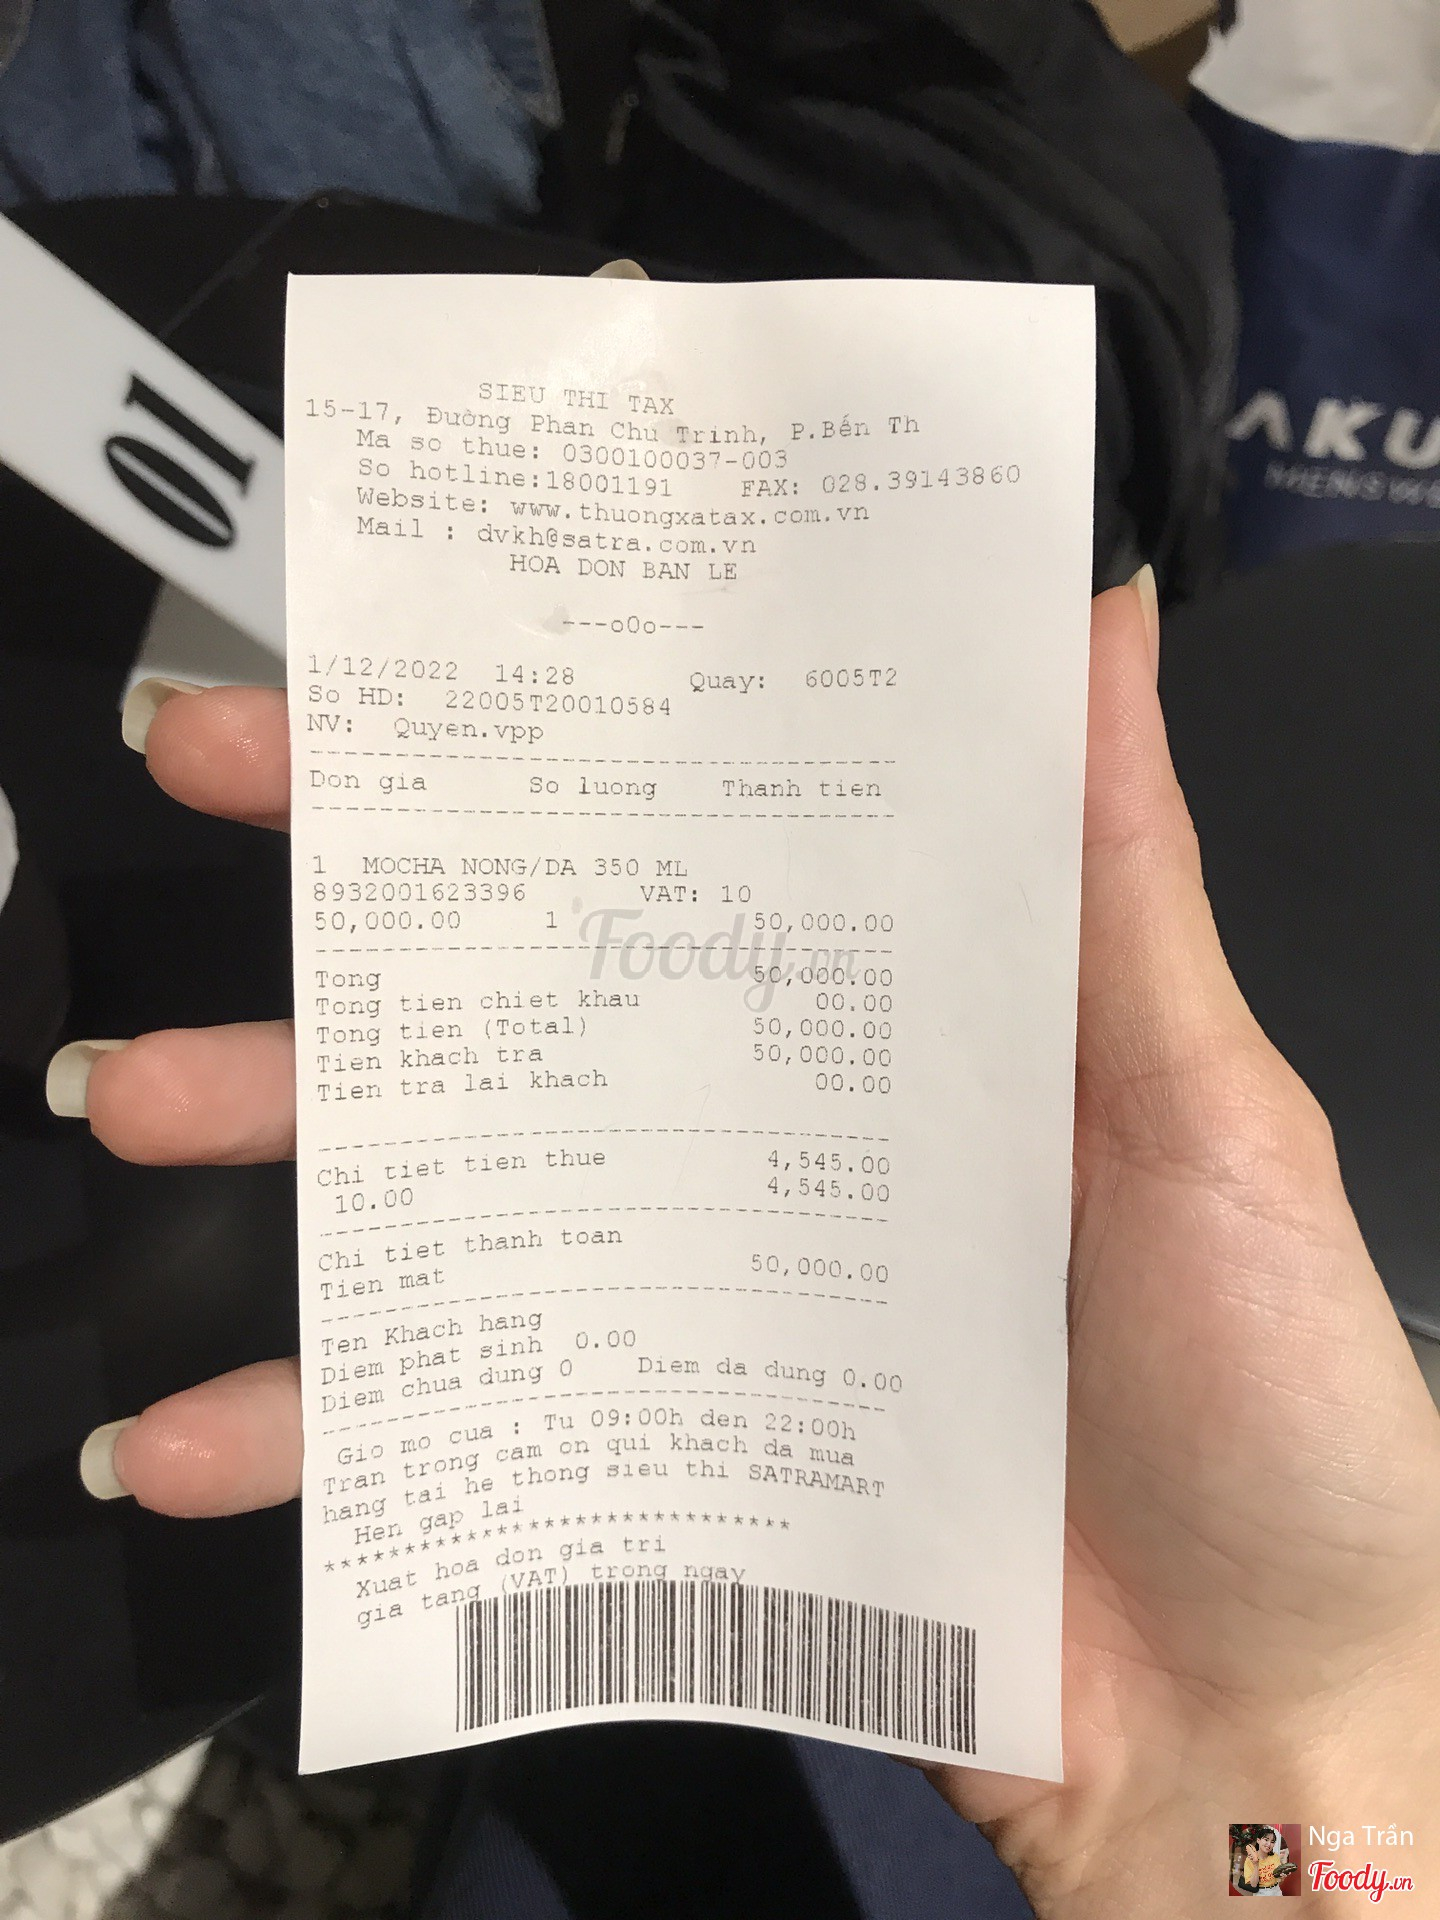 SIEU THI TAX
15-17, Đường Phan Chu Trinh, P.Bến Th
Ma so thue: 0300100037-003
So hotline:18001191 FAX: 028.39143860
Website: www.thuongxatax.com.vn
Mail : dvkh@satra.com.vn
HOA DON BAN LE
---o0o---
1/12/2022 14:28 Quay: 6005T2
So HD: 22005T20010584
NV: Quyen.vpp
Don gia So luong Thanh tien
1 MOCHA NONG/DA 350 ML
8932001623396 VAT: 10
50,000.00 1 50,000.00
Tong 50,000.00
Tong tien chiet khau 00.00
Tong tien (Total) 50,000.00
Tien khach tra 50,000.00
Tien tra lai khach 00.00
Chi tiet tien thue 4,545.00
10.00 4,545.00
Chi tiet thanh toan
Tien mat 50,000.00
Ten Khach hang
Diem phat sinh 0.00
Diem chua dung 0 Diem da dung 0.00
Gio mo cua : Tu 09:00h den 22:00h
Tran trong cam on qui khach da mua
hang tai he thong sieu thi SATRAMART
Hen gap lai
*****************************
Xuat hoa don gia tri
gia tang (VAT) trong ngay
10
AKU
MENSWE
Foody.vn
Nga Trần
Foody.vn